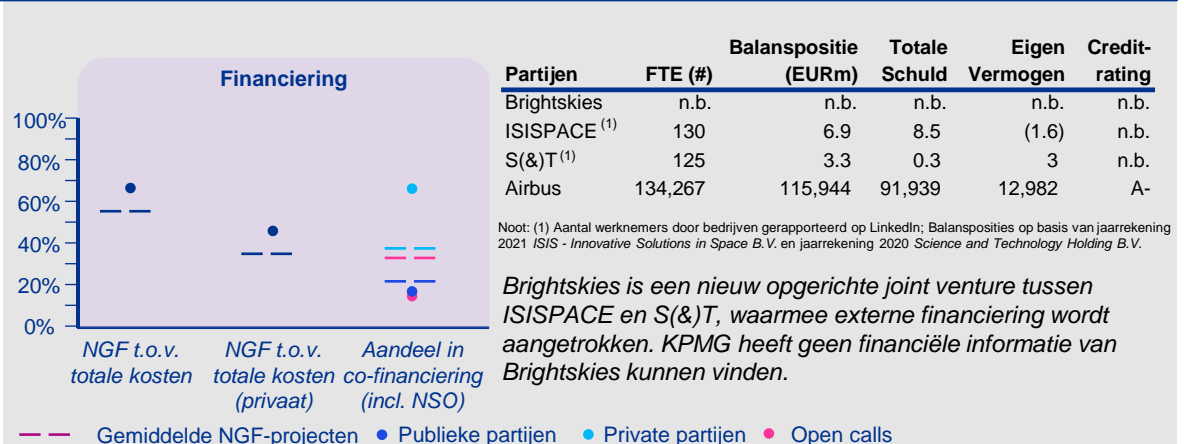 Financiering
100%
80%
60%
40%
20%
0%
NGF t.o.v. totale kosten
NGF t.o.v. totale kosten (privaat)
Aandeel in co-financiering (incl. NSO)
Gemiddelde NGF-projecten Publieke partijen Private partijen Open calls
Partijen FTE (#) Balanspositie (EURm) Totale Schuld Eigen Vermogen Credit-rating
Brightskies n.b. n.b. n.b. n.b. n.b.
ISISPACE (1) 130 6.9 8.5 (1.6) n.b.
S(&)T (1) 125 3.3 0.3 3 n.b.
Airbus 134,267 115,944 91,939 12,982 A-
Noot: (1) Aantal werknemers door bedrijven gerapporteerd op LinkedIn; Balansposities op basis van jaarrekening
2021 ISIS - Innovative Solutions in Space B.V. en jaarrekening 2020 Science and Technology Holding B.V.
Brightskies is een nieuw opgerichte joint venture tussen
ISISPACE en S(&)T, waarmee externe financiering wordt
aangetrokken. KPMG heeft geen financiële informatie van
Brightskies kunnen vinden.